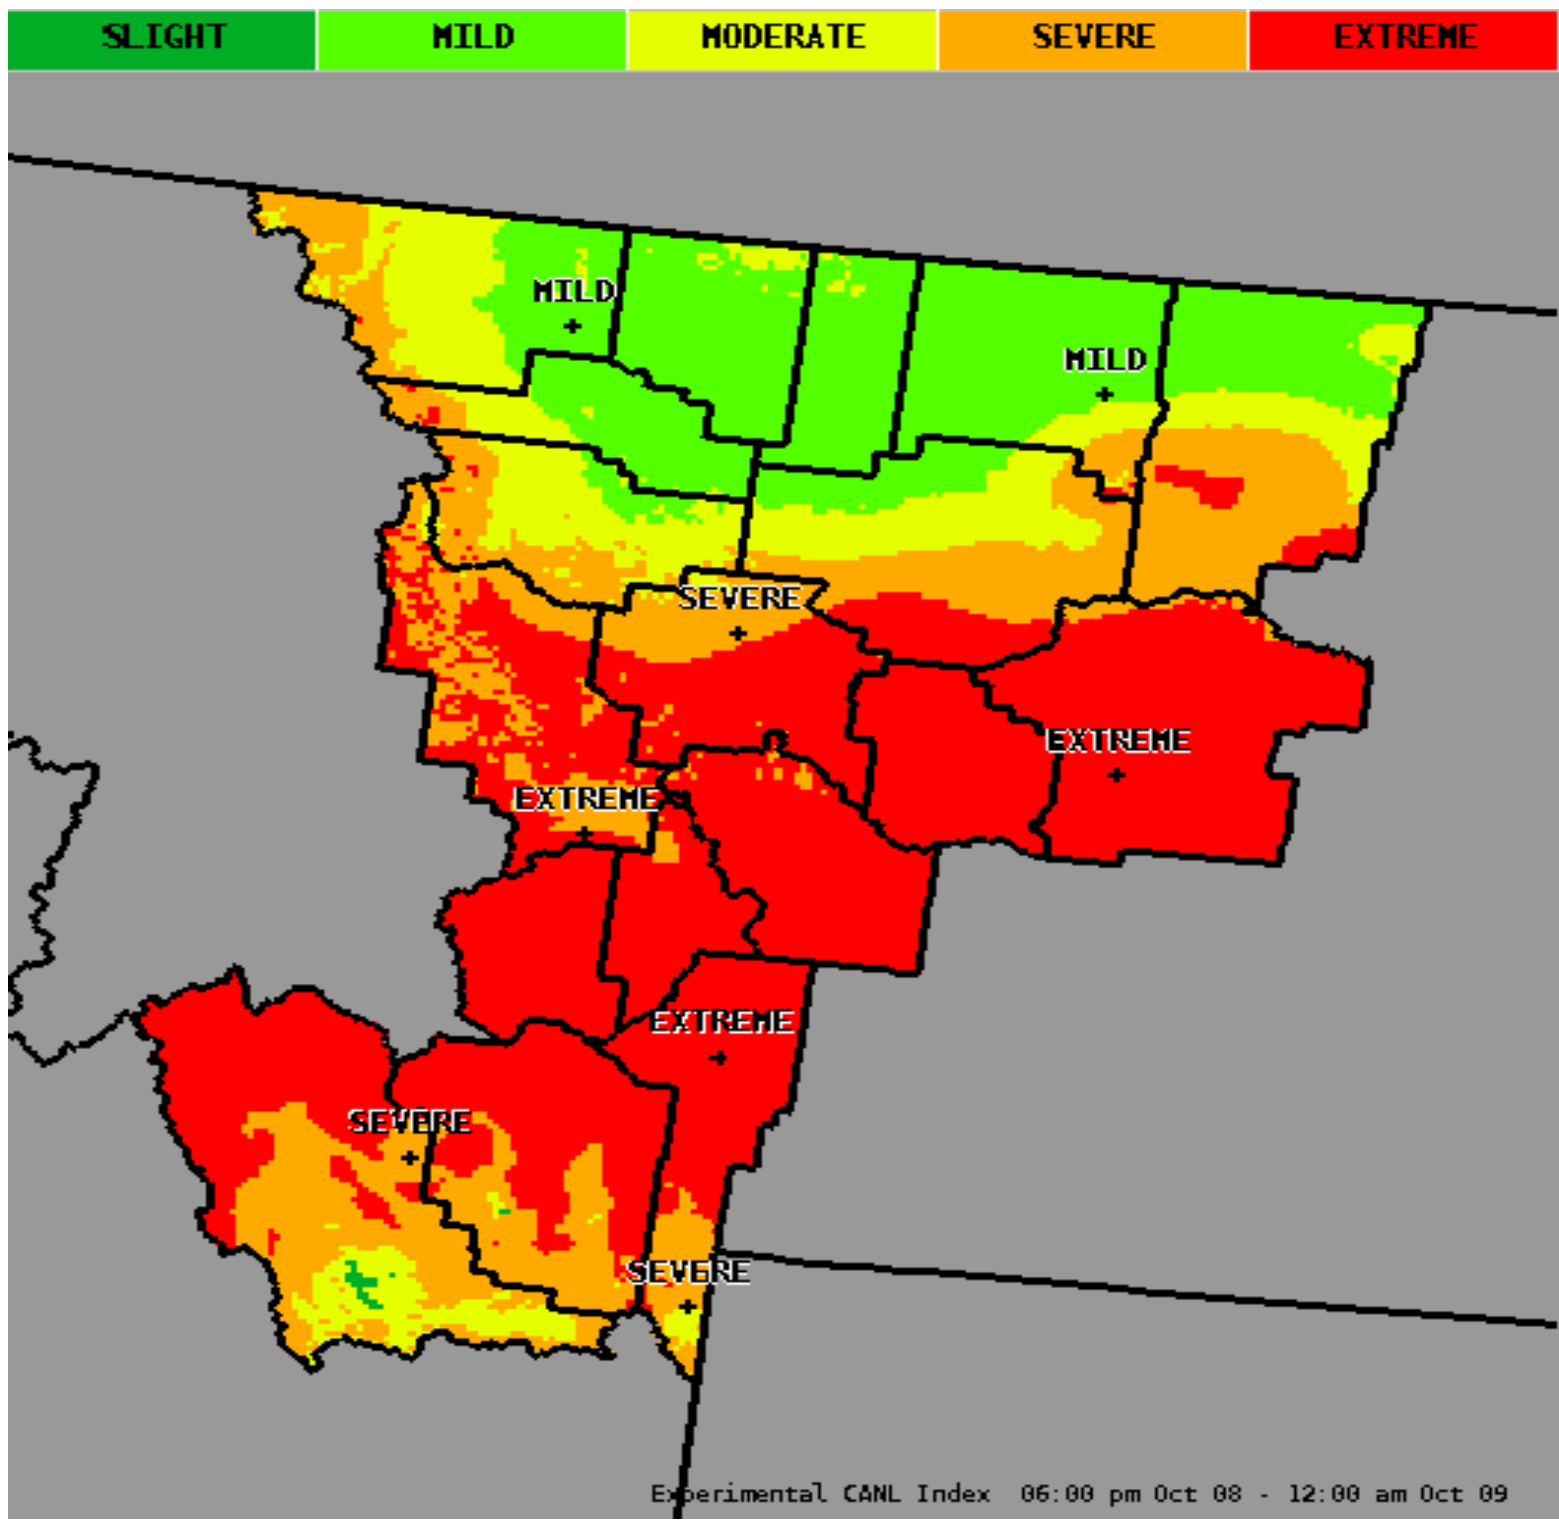 SLIGHT MILD MODERATE SEVERE EXTREME
MILD
MILD
SEVERE
EXTREME
EXTREME
EXTREME
SEVERE
SEVERE
Experimental CANL Index 06:00 pm Oct 08 - 12:00 am Oct 09